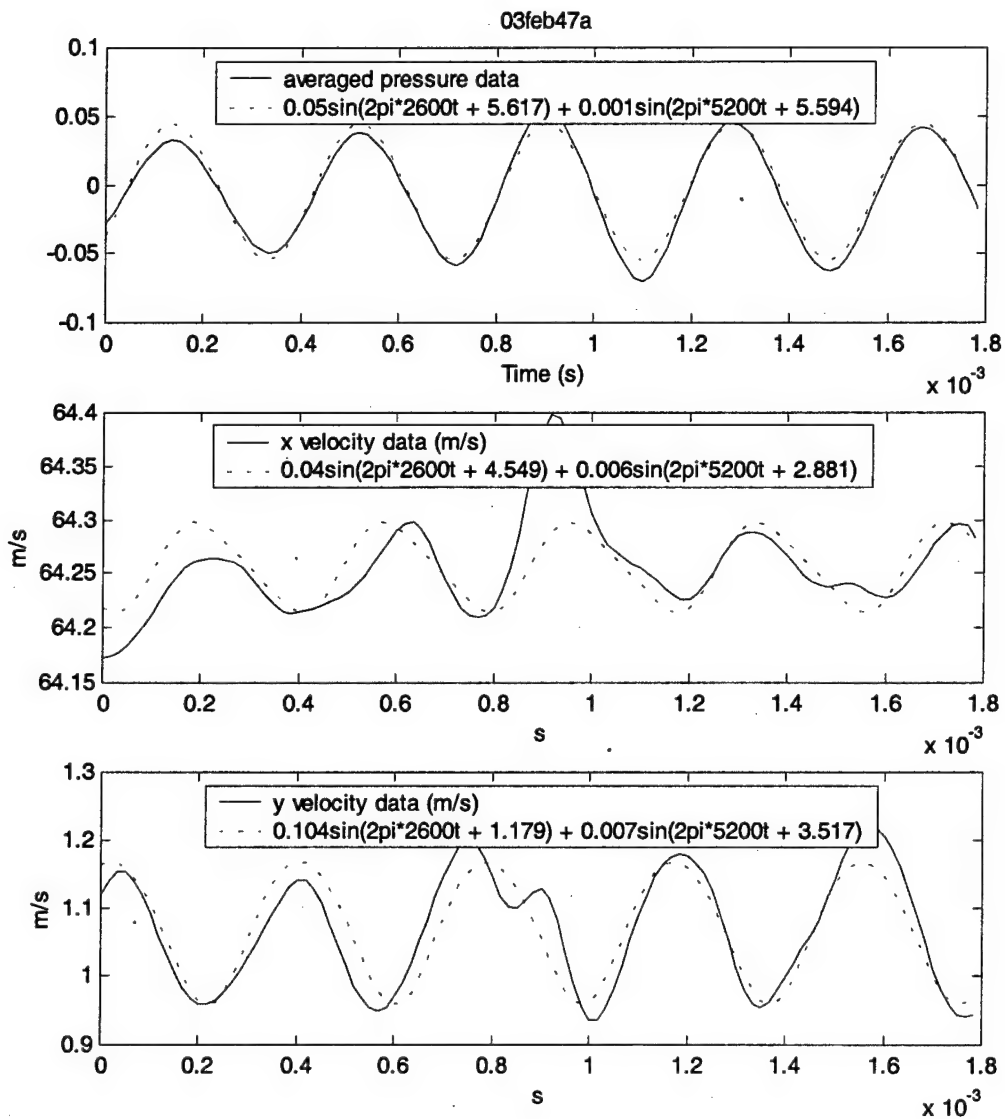 03feb47a
averaged pressure data
0.05sin(2pi*2600t + 5.617) + 0.001sin(2pi*5200t + 5.594)
0.1
0.05
0
-0.05
-0.1
0 0.2 0.4 0.6 0.8 1 1.2 1.4 1.6 1.8
Time (s)
x 10^-3
x velocity data (m/s)
0.04sin(2pi*2600t + 4.549) + 0.006sin(2pi*5200t + 2.881)
64.4
64.35
64.3
64.25
64.2
64.15
m/s
0 0.2 0.4 0.6 0.8 1 1.2 1.4 1.6 1.8
s
x 10^-3
y velocity data (m/s)
0.104sin(2pi*2600t + 1.179) + 0.007sin(2pi*5200t + 3.517)
1.3
1.2
1.1
1
0.9
m/s
0 0.2 0.4 0.6 0.8 1 1.2 1.4 1.6 1.8
s
x 10^-3